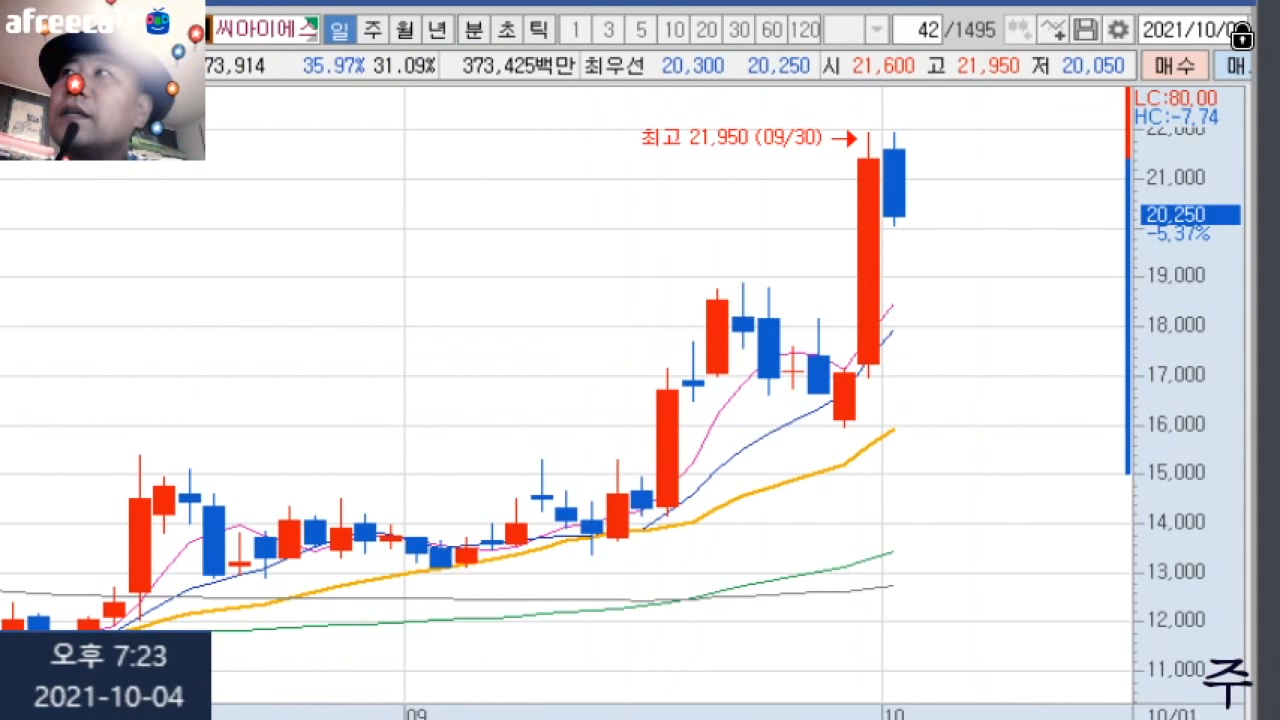 afreeca
씨아이에스 일 주 월 년 분 초 틱 1 3 5 10 20 30 60 120 42 /1495 2021/10/0
73,914 35.97% 31.09% 373,425백만 최우선 20,300 20,250 시 21,600 고 21,950 저 20,050 매수 매
LC:80.00
HC:-7.74
최고 21,950 (09/30)
22,000
21,000
20,250
-5.37%
19,000
18,000
17,000
16,000
15,000
14,000
13,000
12,000
11,000
주
오후 7:23
2021-10-04
09 10 10/01